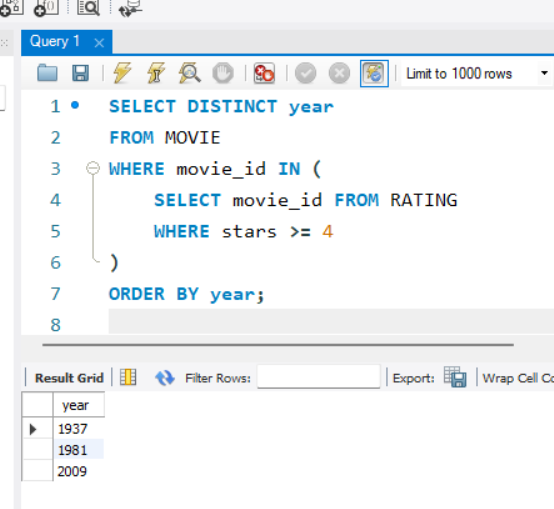 Query 1
Limit to 1000 rows
1 SELECT DISTINCT year
2 FROM MOVIE
3 WHERE movie_id IN (
4 SELECT movie_id FROM RATING
5 WHERE stars >= 4
6 )
7 ORDER BY year;
8
Result Grid Filter Rows: Export: Wrap Cell Co
year
1937
1981
2009